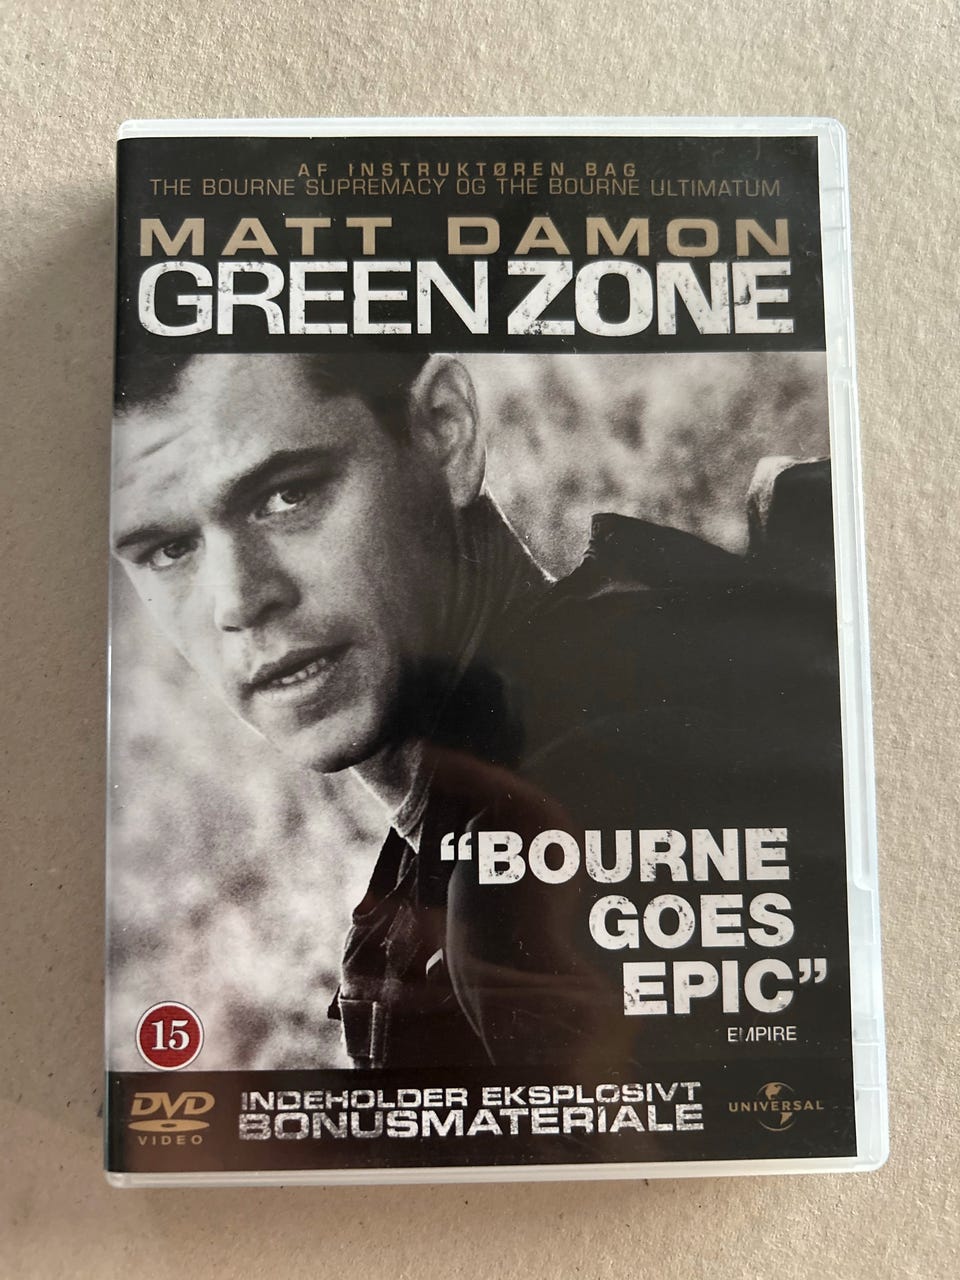 AF INSTRUKTØREN BAG
THE BOURNE SUPREMACY OG THE BOURNE ULTIMATUM
MATT DAMON
GREEN ZONE
“BOURNE
GOES
EPIC”
EMPIRE
15
DVD
VIDEO
INDEHOLDER EKSPLOSIVT
BONUSMATERIALE
UNIVERSAL